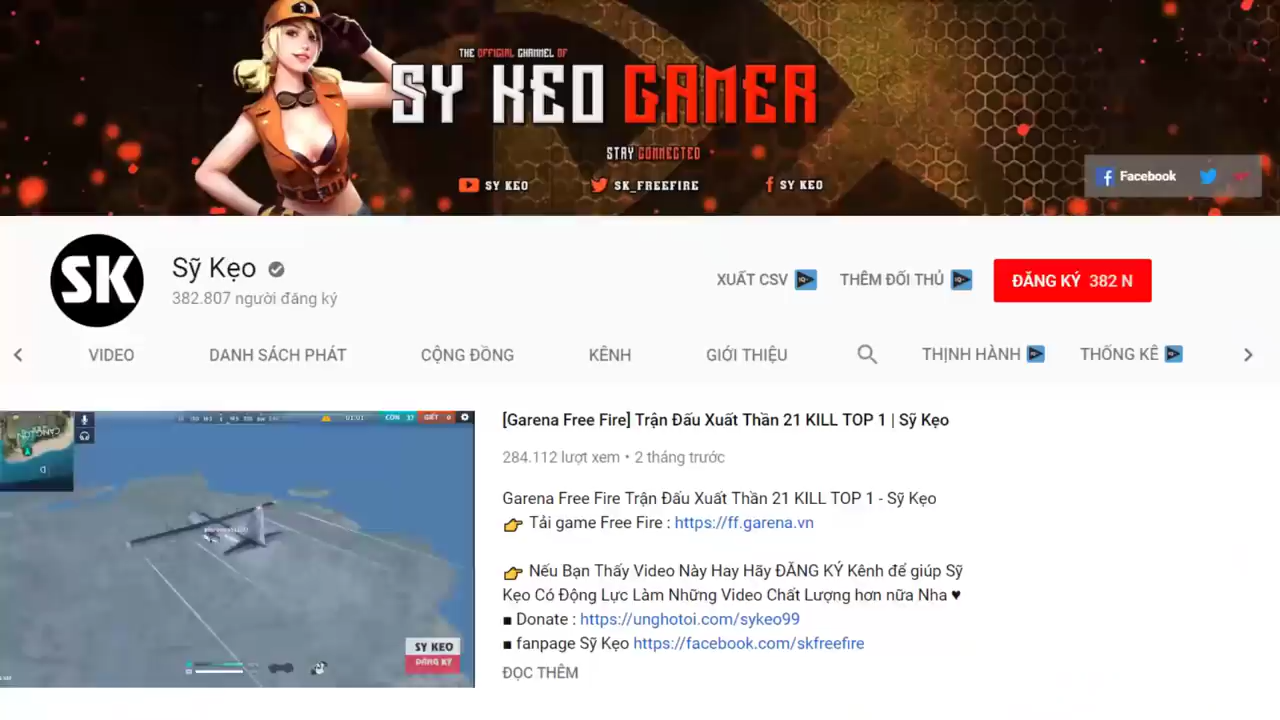 THE OFFICIAL CHANNEL OF
SY KEO GAMER
STAY CONNECTED
SY KEO
SK_FREEFIRE
SY KEO
Facebook
SK
Sỹ Kẹo
382.807 người đăng ký
XUẤT CSV
THÊM ĐỐI THỦ
ĐĂNG KÝ 382 N
VIDEO
DANH SÁCH PHÁT
CỘNG ĐỒNG
KÊNH
GIỚI THIỆU
THỊNH HÀNH
THỐNG KÊ
CÒN 37
GIẾT 0
SY KEO
ĐĂNG KÝ
[Garena Free Fire] Trận Đấu Xuất Thần 21 KILL TOP 1 | Sỹ Kẹo
284.112 lượt xem • 2 tháng trước
Garena Free Fire Trận Đấu Xuất Thần 21 KILL TOP 1 - Sỹ Kẹo
👉 Tải game Free Fire : https://ff.garena.vn
👉 Nếu Bạn Thấy Video Này Hay Hãy ĐĂNG KÝ Kênh để giúp Sỹ
Kẹo Có Động Lực Làm Những Video Chất Lượng hơn nữa Nha ♥
■ Donate : https://unghotoi.com/sykeo99
■ fanpage Sỹ Kẹo https://facebook.com/skfreefire
ĐỌC THÊM